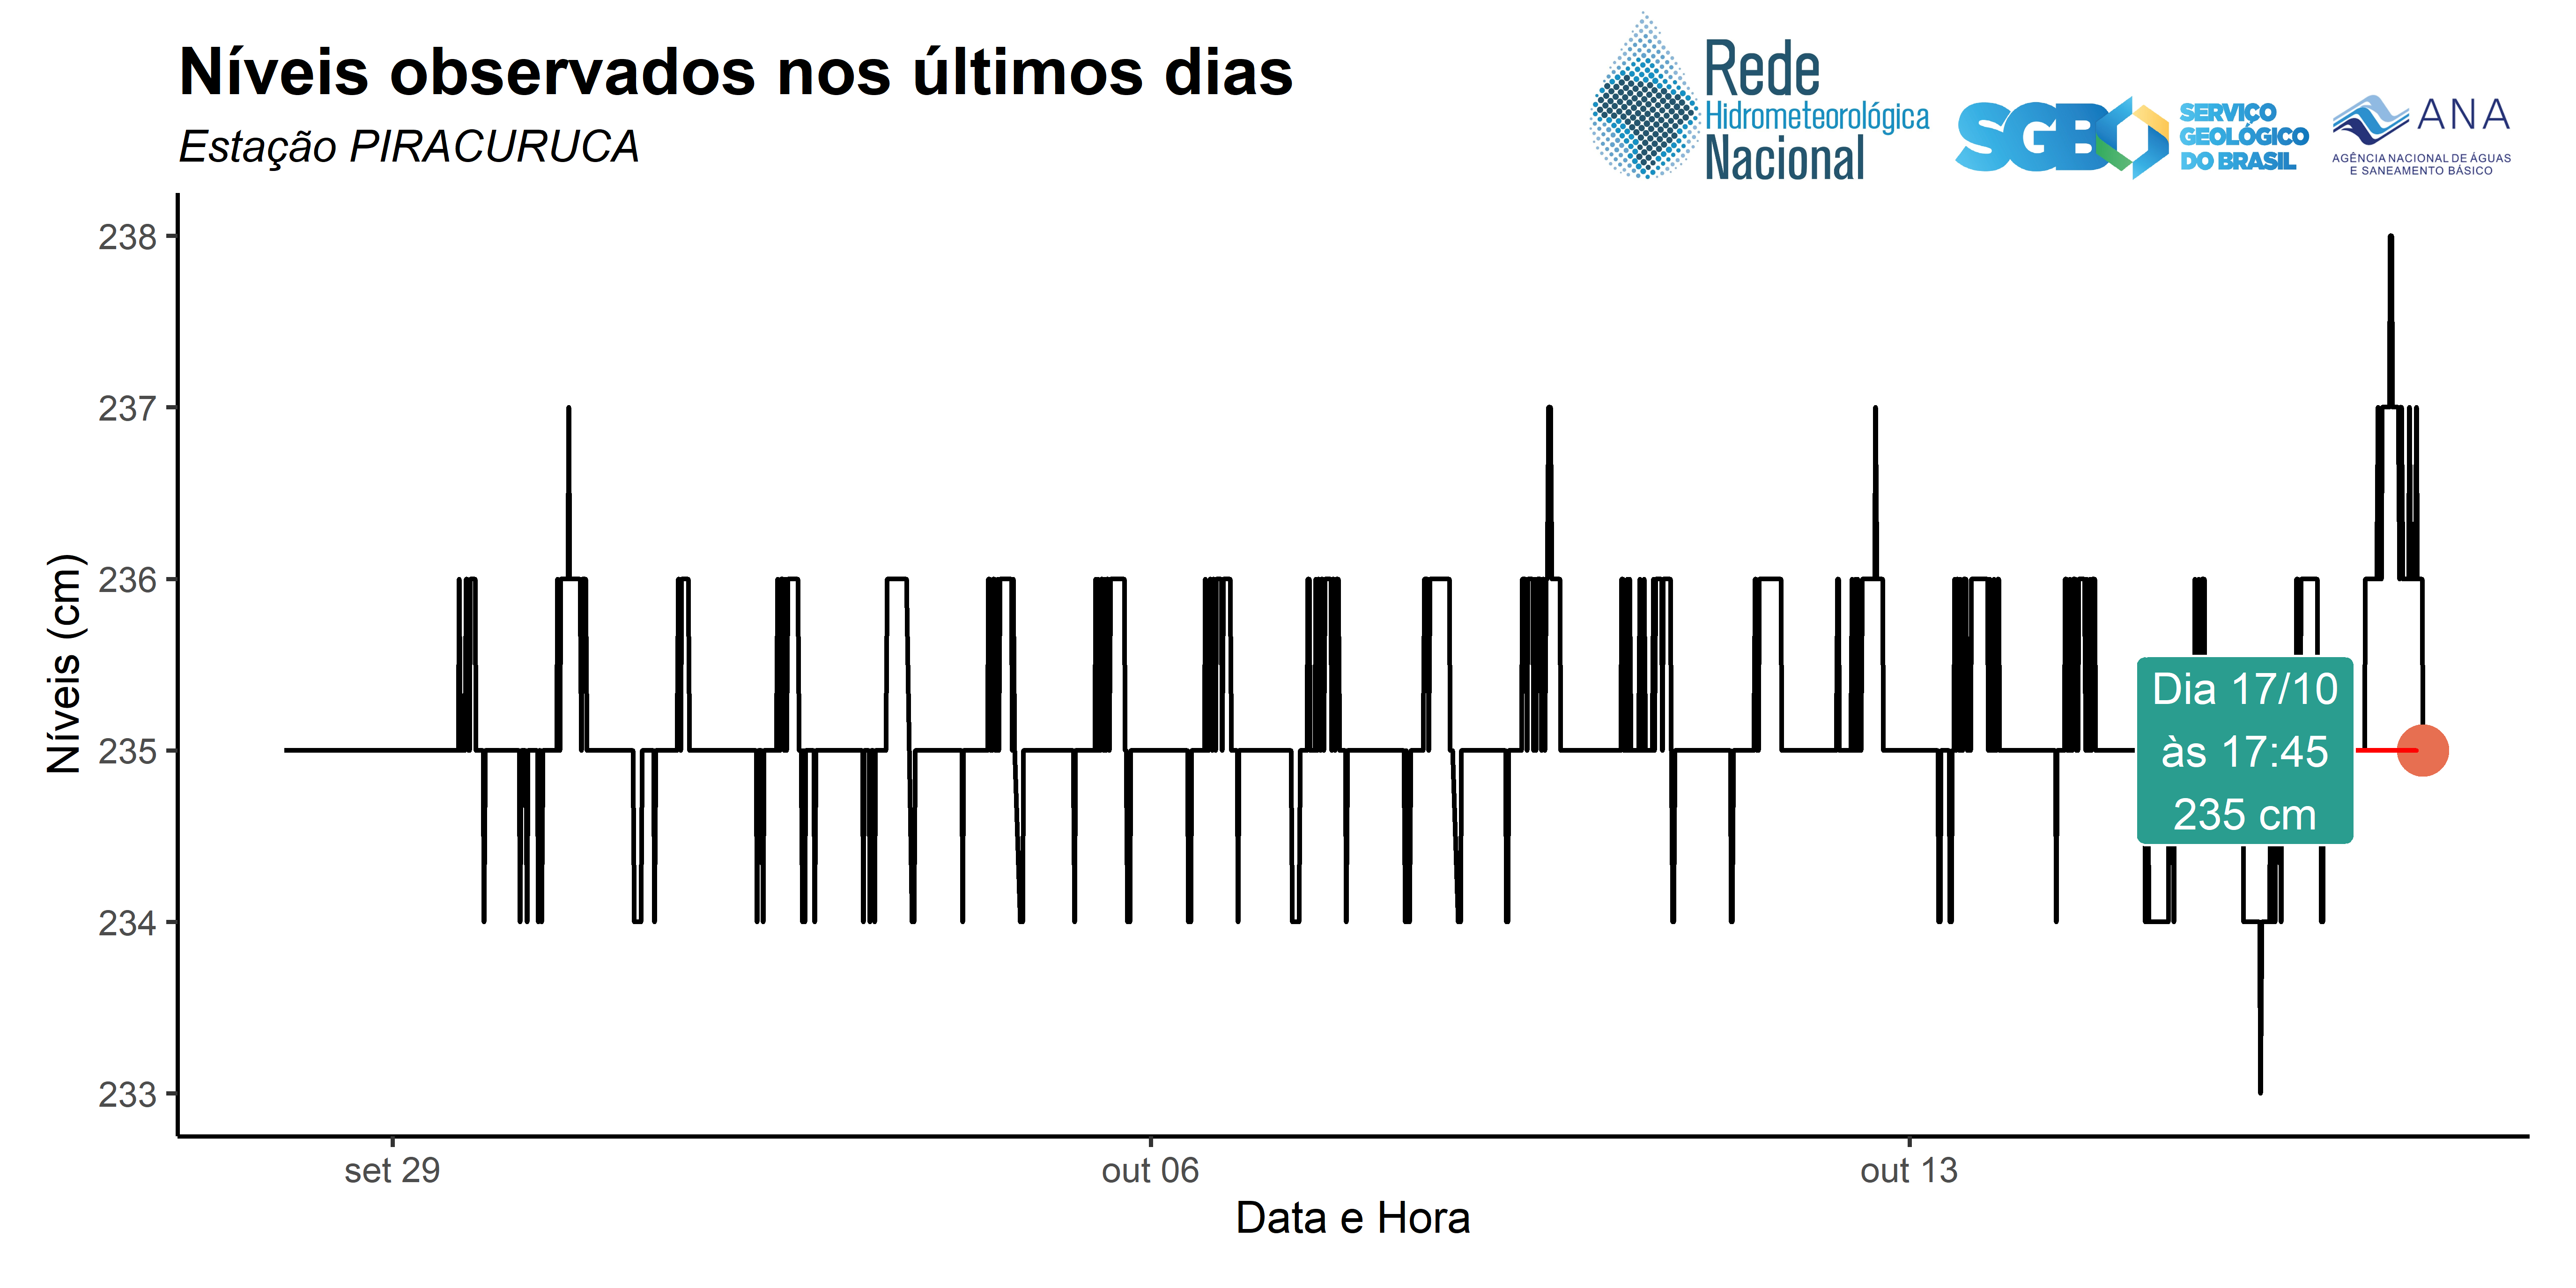 Níveis observados nos últimos dias
Estação PIRACURUCA
Rede
Hidrometeorológica
Nacional
SGB
SERVIÇO
GEOLÓGICO
DO BRASIL
ANA
AGÊNCIA NACIONAL DE ÁGUAS
E SANEAMENTO BÁSICO
Níveis (cm)
238
237
236
235
234
233
Dia 17/10
às 17:45
235 cm
set 29
out 06
out 13
Data e Hora